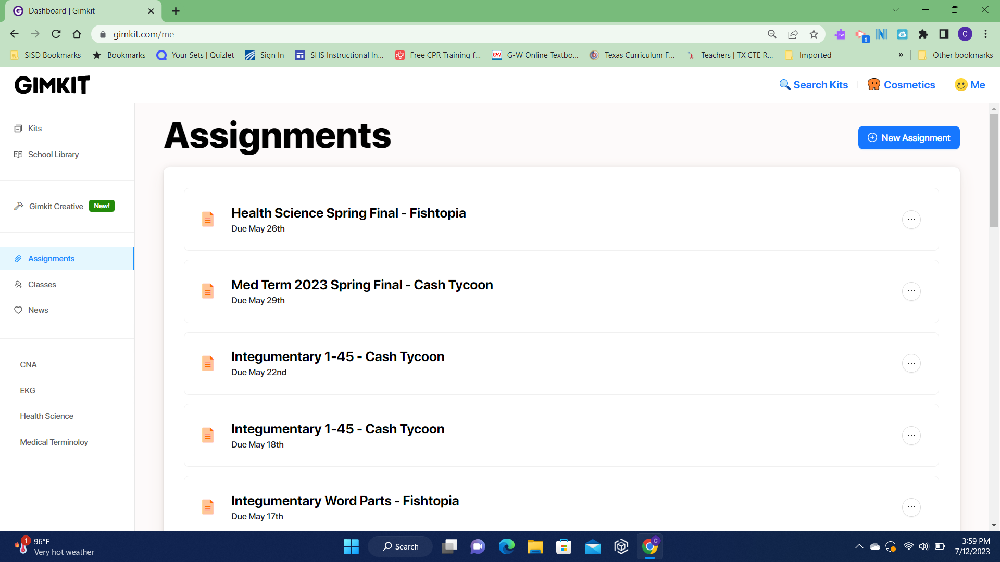 Dashboard | Gimkit
gimkit.com/me
1
C
SISD Bookmarks
Bookmarks
Your Sets | Quizlet
Sign In
SHS Instructional In...
Free CPR Training f...
GW
G-W Online Textbo...
Texas Curriculum F...
Teachers | TX CTE R...
Imported
»
Other bookmarks
GIMKIT
Search Kits
Cosmetics
Me
Kits
School Library
Gimkit Creative New!
Assignments
Classes
News
CNA
EKG
Health Science
Medical Terminoloy
Assignments
New Assignment
Health Science Spring Final - Fishtopia
Due May 26th
Med Term 2023 Spring Final - Cash Tycoon
Due May 29th
Integumentary 1-45 - Cash Tycoon
Due May 22nd
Integumentary 1-45 - Cash Tycoon
Due May 18th
Integumentary Word Parts - Fishtopia
Due May 17th
1
96°F
Very hot weather
Search
C
3:59 PM
7/12/2023